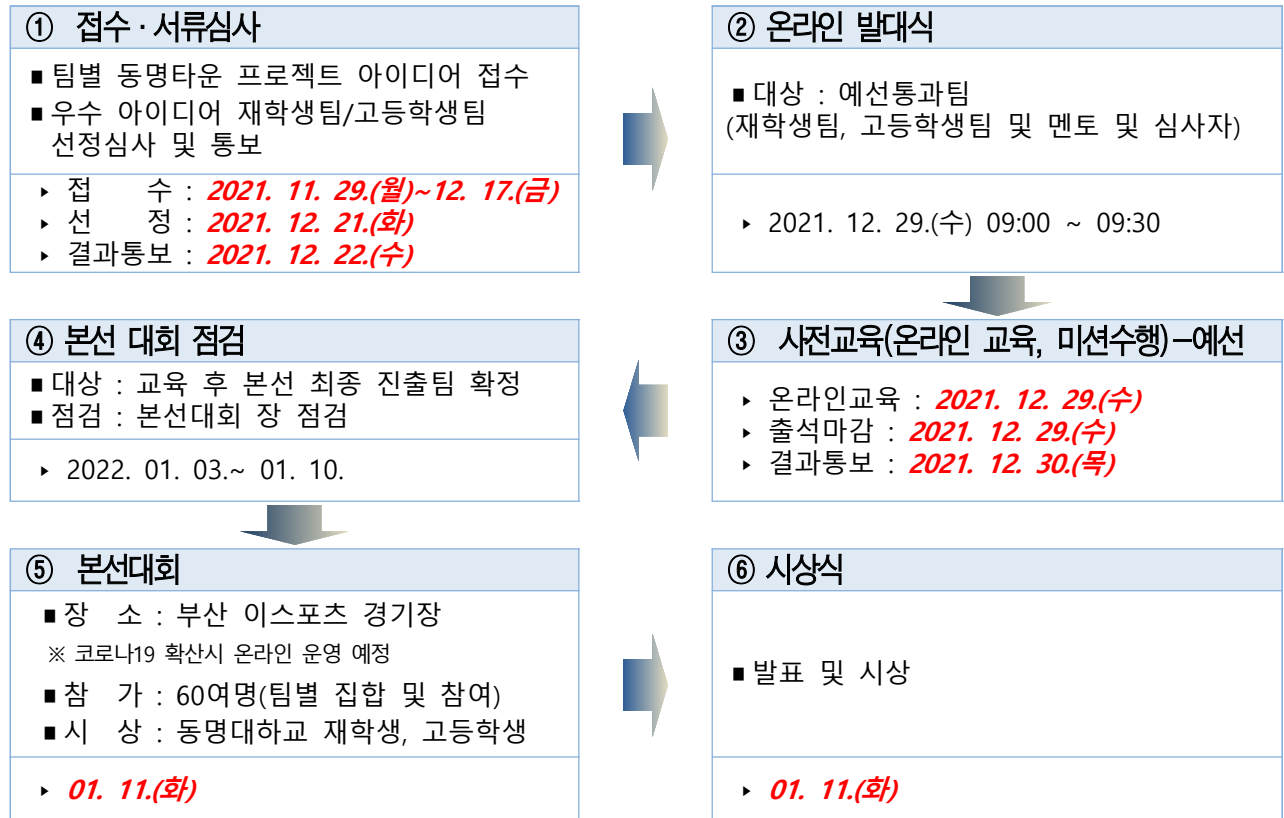 ① 접수 · 서류심사
■ 팀별 동명타운 프로젝트 아이디어 접수
■ 우수 아이디어 재학생팀/고등학생팀
선정심사 및 통보
▸ 접 수 : 2021. 11. 29.(월)~12. 17.(금)
▸ 선 정 : 2021. 12. 21.(화)
▸ 결과통보 : 2021. 12. 22.(수)
② 온라인 발대식
■ 대상 : 예선통과팀
(재학생팀, 고등학생팀 및 멘토 및 심사자)
▸ 2021. 12. 29.(수) 09:00 ~ 09:30
③ 사전교육(온라인 교육, 미션수행)-예선
▸ 온라인교육 : 2021. 12. 29.(수)
▸ 출석마감 : 2021. 12. 29.(수)
▸ 결과통보 : 2021. 12. 30.(목)
④ 본선 대회 점검
■ 대상 : 교육 후 본선 최종 진출팀 확정
■ 점검 : 본선대회 장 점검
▸ 2022. 01. 03.~ 01. 10.
⑤ 본선대회
■ 장 소 : 부산 이스포츠 경기장
※ 코로나19 확산시 온라인 운영 예정
■ 참 가 : 60여명(팀별 집합 및 참여)
■ 시 상 : 동명대하교 재학생, 고등학생
▸ 01. 11.(화)
⑥ 시상식
■ 발표 및 시상
▸ 01. 11.(화)